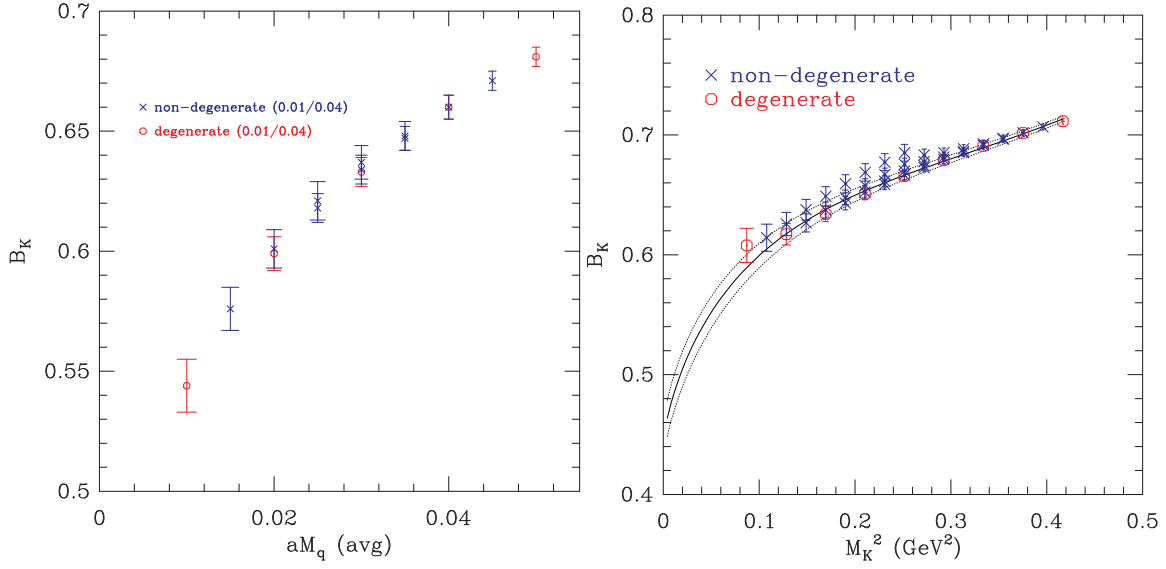 0.7
0.65
0.6
0.55
0.5
B_K
× non-degenerate (0.01/0.04)
○ degenerate (0.01/0.04)
0 0.02 0.04
aM_q (avg)
0.8
0.7
0.6
0.5
0.4
B_K
× non-degenerate
○ degenerate
0 0.1 0.2 0.3 0.4 0.5
M_K^2 (GeV^2)